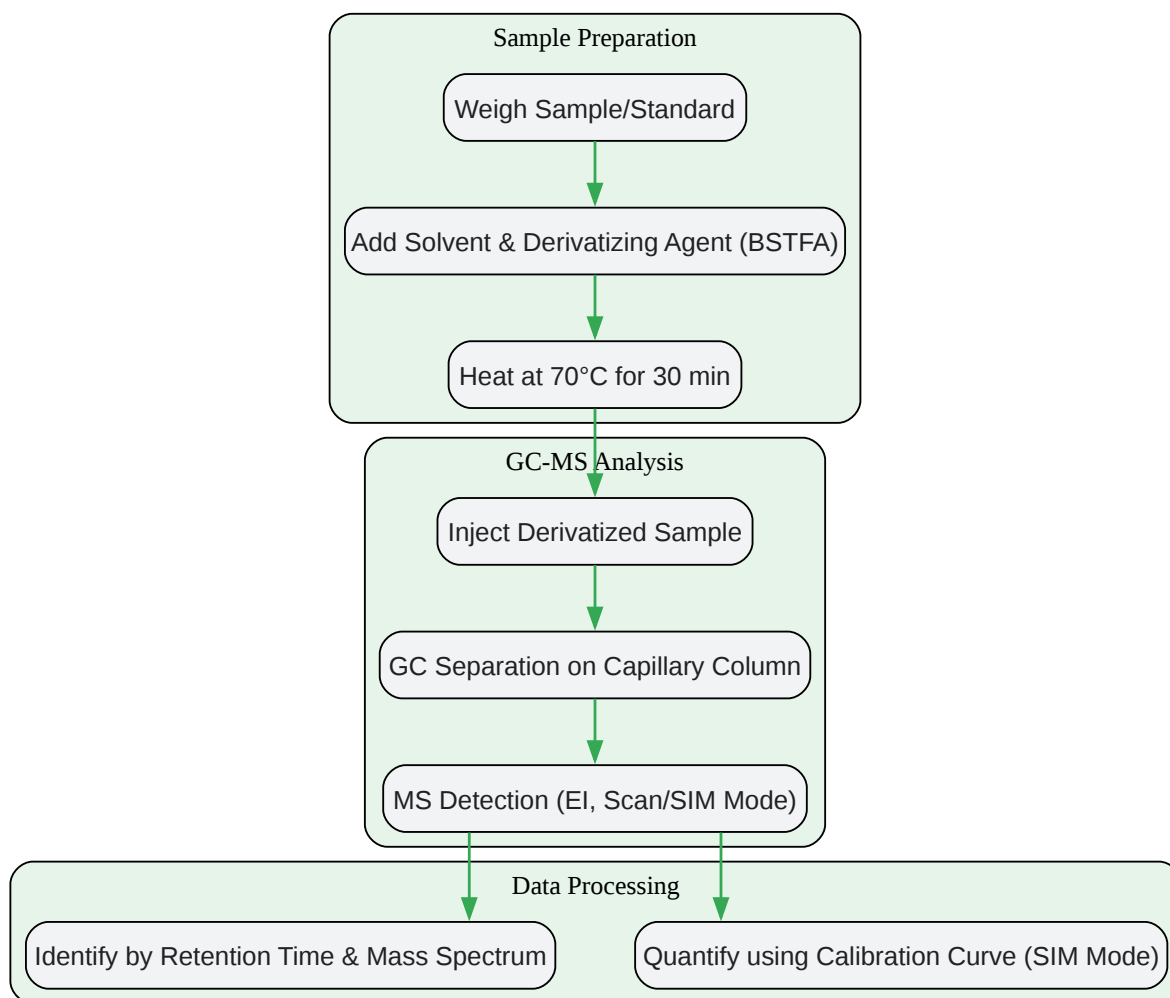 Sample Preparation
Weigh Sample/Standard
Add Solvent & Derivatizing Agent (BSTFA)
Heat at 70°C for 30 min
GC-MS Analysis
Inject Derivatized Sample
GC Separation on Capillary Column
MS Detection (EI, Scan/SIM Mode)
Data Processing
Identify by Retention Time & Mass Spectrum
Quantify using Calibration Curve (SIM Mode)